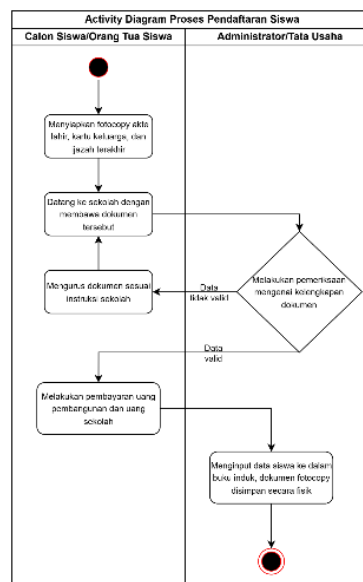 Activity Diagram Proses Pendaftaran Siswa
Calon Siswa/Orang Tua Siswa
Administrator/Tata Usaha
Menyiapkan fotocopy akte
lahir, kartu keluarga, dan
ijazah terakhir
Datang ke sekolah dengan
membawa dokumen
tersebut
Mengurus dokumen sesuai
instruksi sekolah
Data
tidak valid
Melakukan pemeriksaan
mengenai kelengkapan
dokumen
Data
valid
Melakukan pembayaran uang
pembangunan dan uang
sekolah
Menginput data siswa ke dalam
buku induk, dokumen fotocopy
disimpan secara fisik